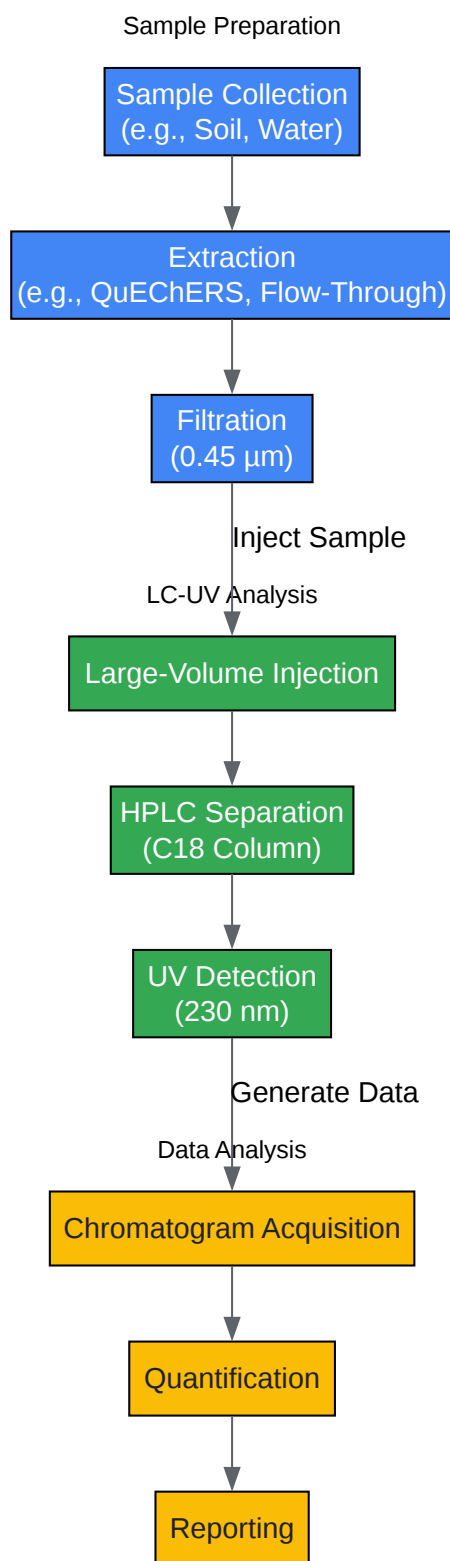 Sample Preparation
Sample Collection
(e.g., Soil, Water)
Extraction
(e.g., QuEChERS, Flow-Through)
Filtration
(0.45 µm)
Inject Sample
LC-UV Analysis
Large-Volume Injection
HPLC Separation
(C18 Column)
UV Detection
(230 nm)
Generate Data
Data Analysis
Chromatogram Acquisition
Quantification
Reporting